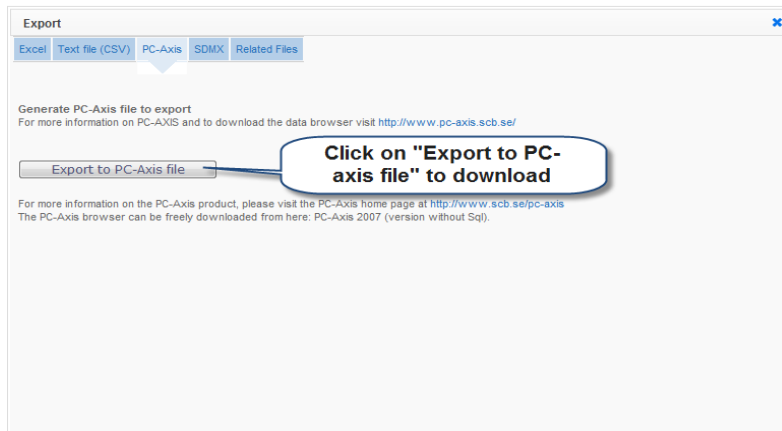 Export
Excel Text file (CSV) PC-Axis SDMX Related Files
Generate PC-Axis file to export
For more information on PC-AXIS and to download the data browser visit http://www.pc-axis.scb.se/
Export to PC-Axis file
Click on "Export to PC-
axis file" to download
For more information on the PC-Axis product, please visit the PC-Axis home page at http://www.scb.se/pc-axis
The PC-Axis browser can be freely downloaded from here: PC-Axis 2007 (version without Sql).